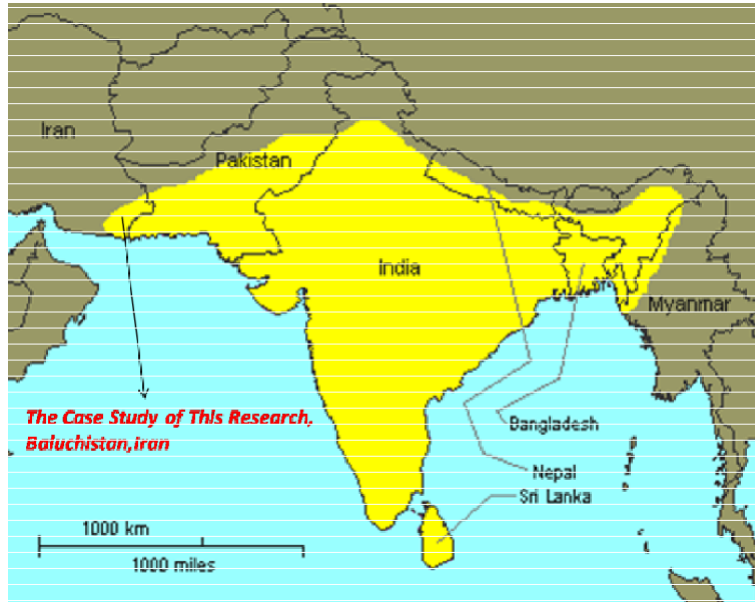 Iran
Pakistan
India
Myanmar
The Case Study of This Research,
Baluchistan,Iran
Bangladesh
Nepal
Sri Lanka
1000 km
1000 miles